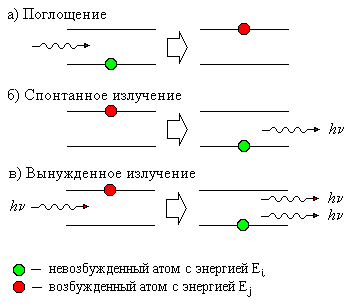 а) Поглощение
б) Спонтанное излучение
hν
в) Вынужденное излучение
hν
hν
hν
— невозбужденный атом с энергией Ei
— возбужденный атом с энергией Ej